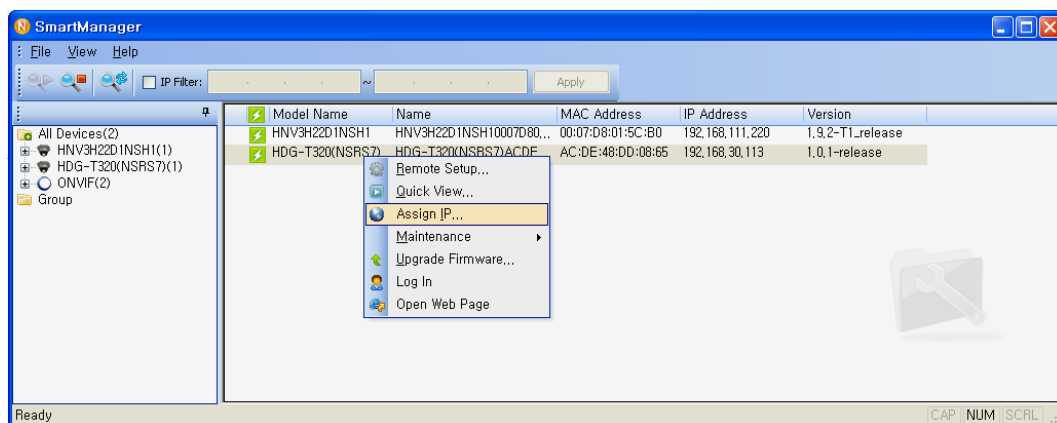 SmartManager
File View Help
IP Filter: . . . ~ . . . Apply
Model Name Name MAC Address IP Address Version
All Devices(2)
HNV3H22D1NSH1(1)
HDG-T320(NSRS7)(1)
ONVIF(2)
Group
HNV3H22D1NSH1 HNV3H22D1NSH10007D80... 00:07:D8:01:5C:B0 192,168,111,220 1,9,2-T1_release
HDG-T320(NSRS7) HDG-T320(NSRS7)ACDE AC:DE:48:DD:08:65 192,168,30,113 1,0,1-release
Remote Setup...
Quick View...
Assign IP...
Maintenance
Upgrade Firmware...
Log In
Open Web Page
Ready CAP NUM SCRL